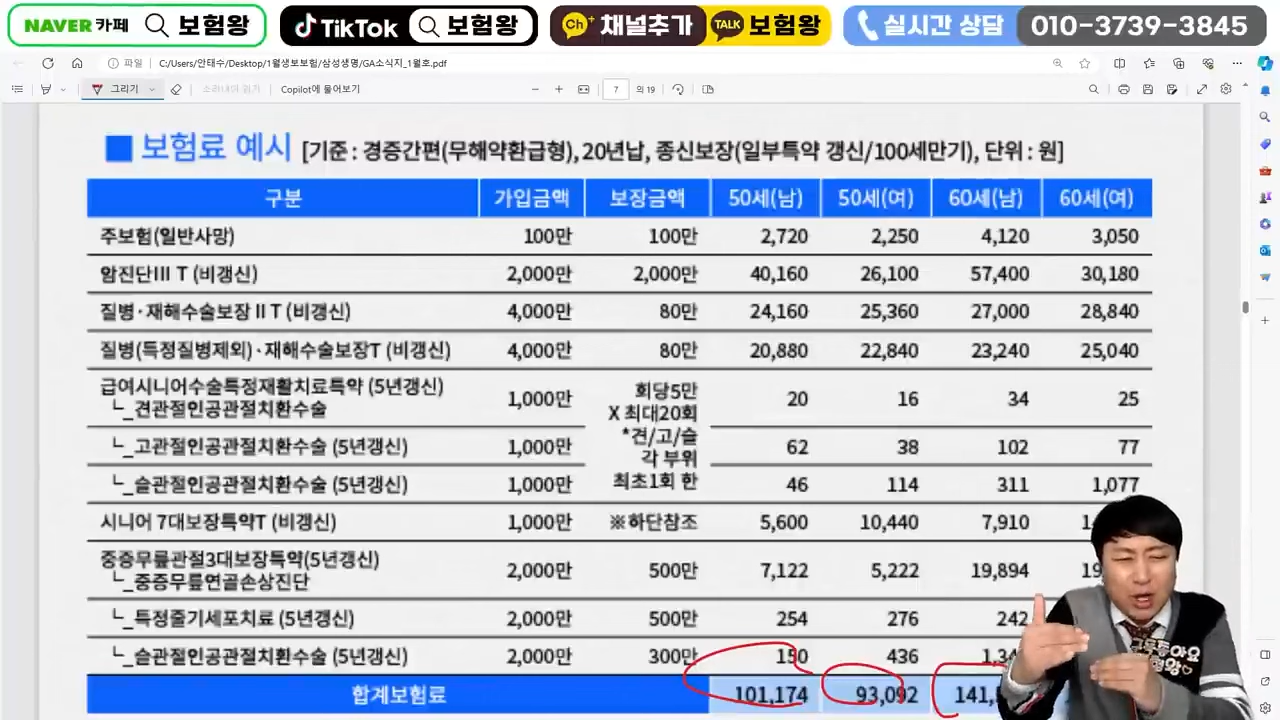 NAVER 카페 보험왕 TikTok 보험왕 Ch+ 채널추가 TALK 보험왕 실시간 상담 010-3739-3845
파일 C:/Users/안태수/Desktop/1월생보보험/삼성생명/GA소식지_1월호.pdf
그리기 소리내어 읽기 Copilot에 물어보기 7 의 19
보험료 예시 [기준 : 경증간편(무해약환급형), 20년납, 종신보장(일부특약 갱신/100세만기), 단위 : 원]
구분 가입금액 보장금액 50세(남) 50세(여) 60세(남) 60세(여)
주보험(일반사망) 100만 100만 2,720 2,250 4,120 3,050
암진단III T (비갱신) 2,000만 2,000만 40,160 26,100 57,400 30,180
질병·재해수술보장 II T (비갱신) 4,000만 80만 24,160 25,360 27,000 28,840
질병(특정질병제외)·재해수술보장T (비갱신) 4,000만 80만 20,880 22,840 23,240 25,040
급여시니어수술특정재활치료특약 (5년갱신)
ㄴ_견관절인공관절치환수술 1,000만 20 16 34 25
회당5만
X 최대20회
*견/고/슬
각 부위
최초1회 한
ㄴ_고관절인공관절치환수술 (5년갱신) 1,000만 62 38 102 77
ㄴ_슬관절인공관절치환수술 (5년갱신) 1,000만 46 114 311 1,077
시니어 7대보장특약T (비갱신) 1,000만 ※하단참조 5,600 10,440 7,910
중증무릎관절3대보장특약(5년갱신)
ㄴ_중증무릎연골손상진단 2,000만 500만 7,122 5,222 19,894
ㄴ_특정줄기세포치료 (5년갱신) 2,000만 500만 254 276 242
ㄴ_슬관절인공관절치환수술 (5년갱신) 2,000만 300만 150 436
합계보험료 101,174 93,092